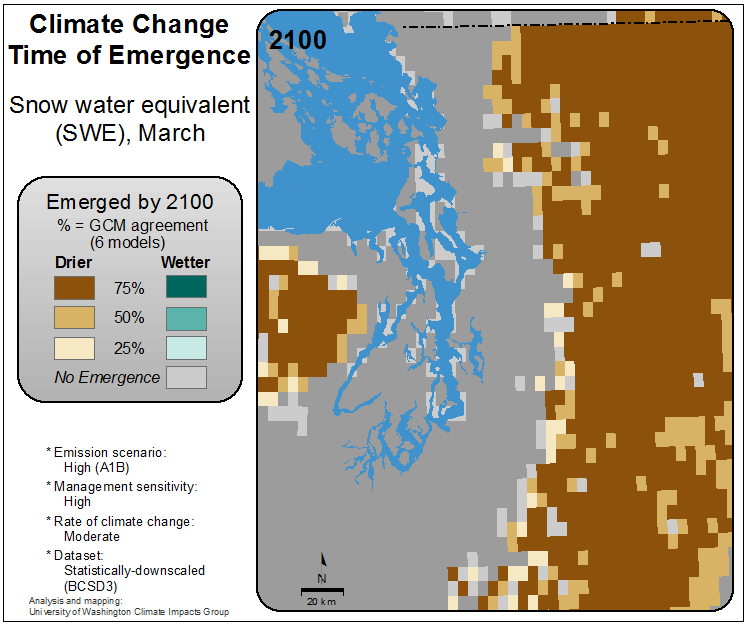 Climate Change
Time of Emergence
Snow water equivalent
(SWE), March
Emerged by 2100
% = GCM agreement
(6 models)
Drier Wetter
75%
50%
25%
No Emergence
* Emission scenario:
High (A1B)
* Management sensitivity:
High
* Rate of climate change:
Moderate
* Dataset:
Statistically-downscaled
(BCSD3)
Analysis and mapping:
University of Washington Climate Impacts Group
2100
N
20 km